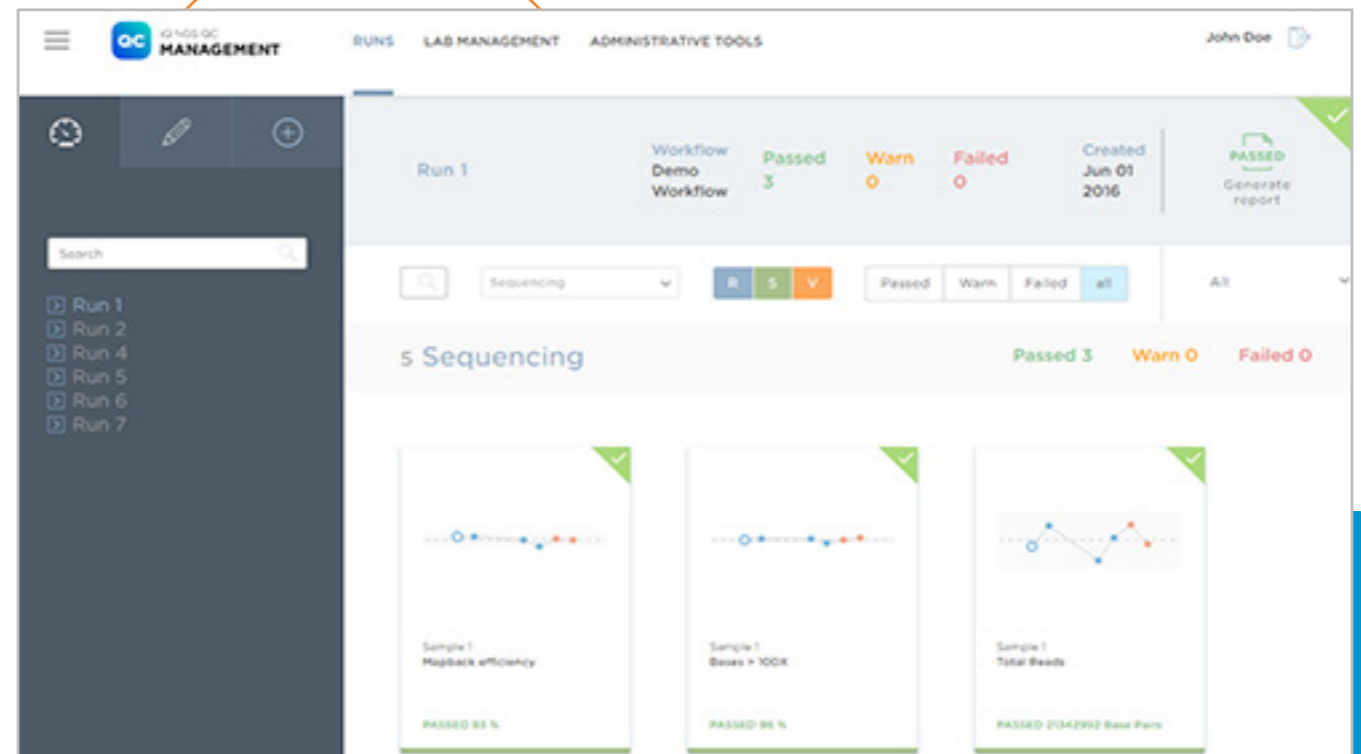 iQ NGS QC
MANAGEMENT
RUNS LAB MANAGEMENT ADMINISTRATIVE TOOLS
John Doe
Run 1
Workflow
Demo
Workflow
Passed
3
Warn
0
Failed
0
Created
Jun 01
2016
PASSED
Generate
report
Search
Run 1
Run 2
Run 4
Run 5
Run 6
Run 7
Sequencing
R S V
Passed Warn Failed all
All
5 Sequencing
Passed 3 Warn 0 Failed 0
Sample 1
Mapback efficiency
PASSED 93 %
Sample 1
Bases > 100X
PASSED 98 %
Sample 1
Total Reads
PASSED 21342992 Base Pairs